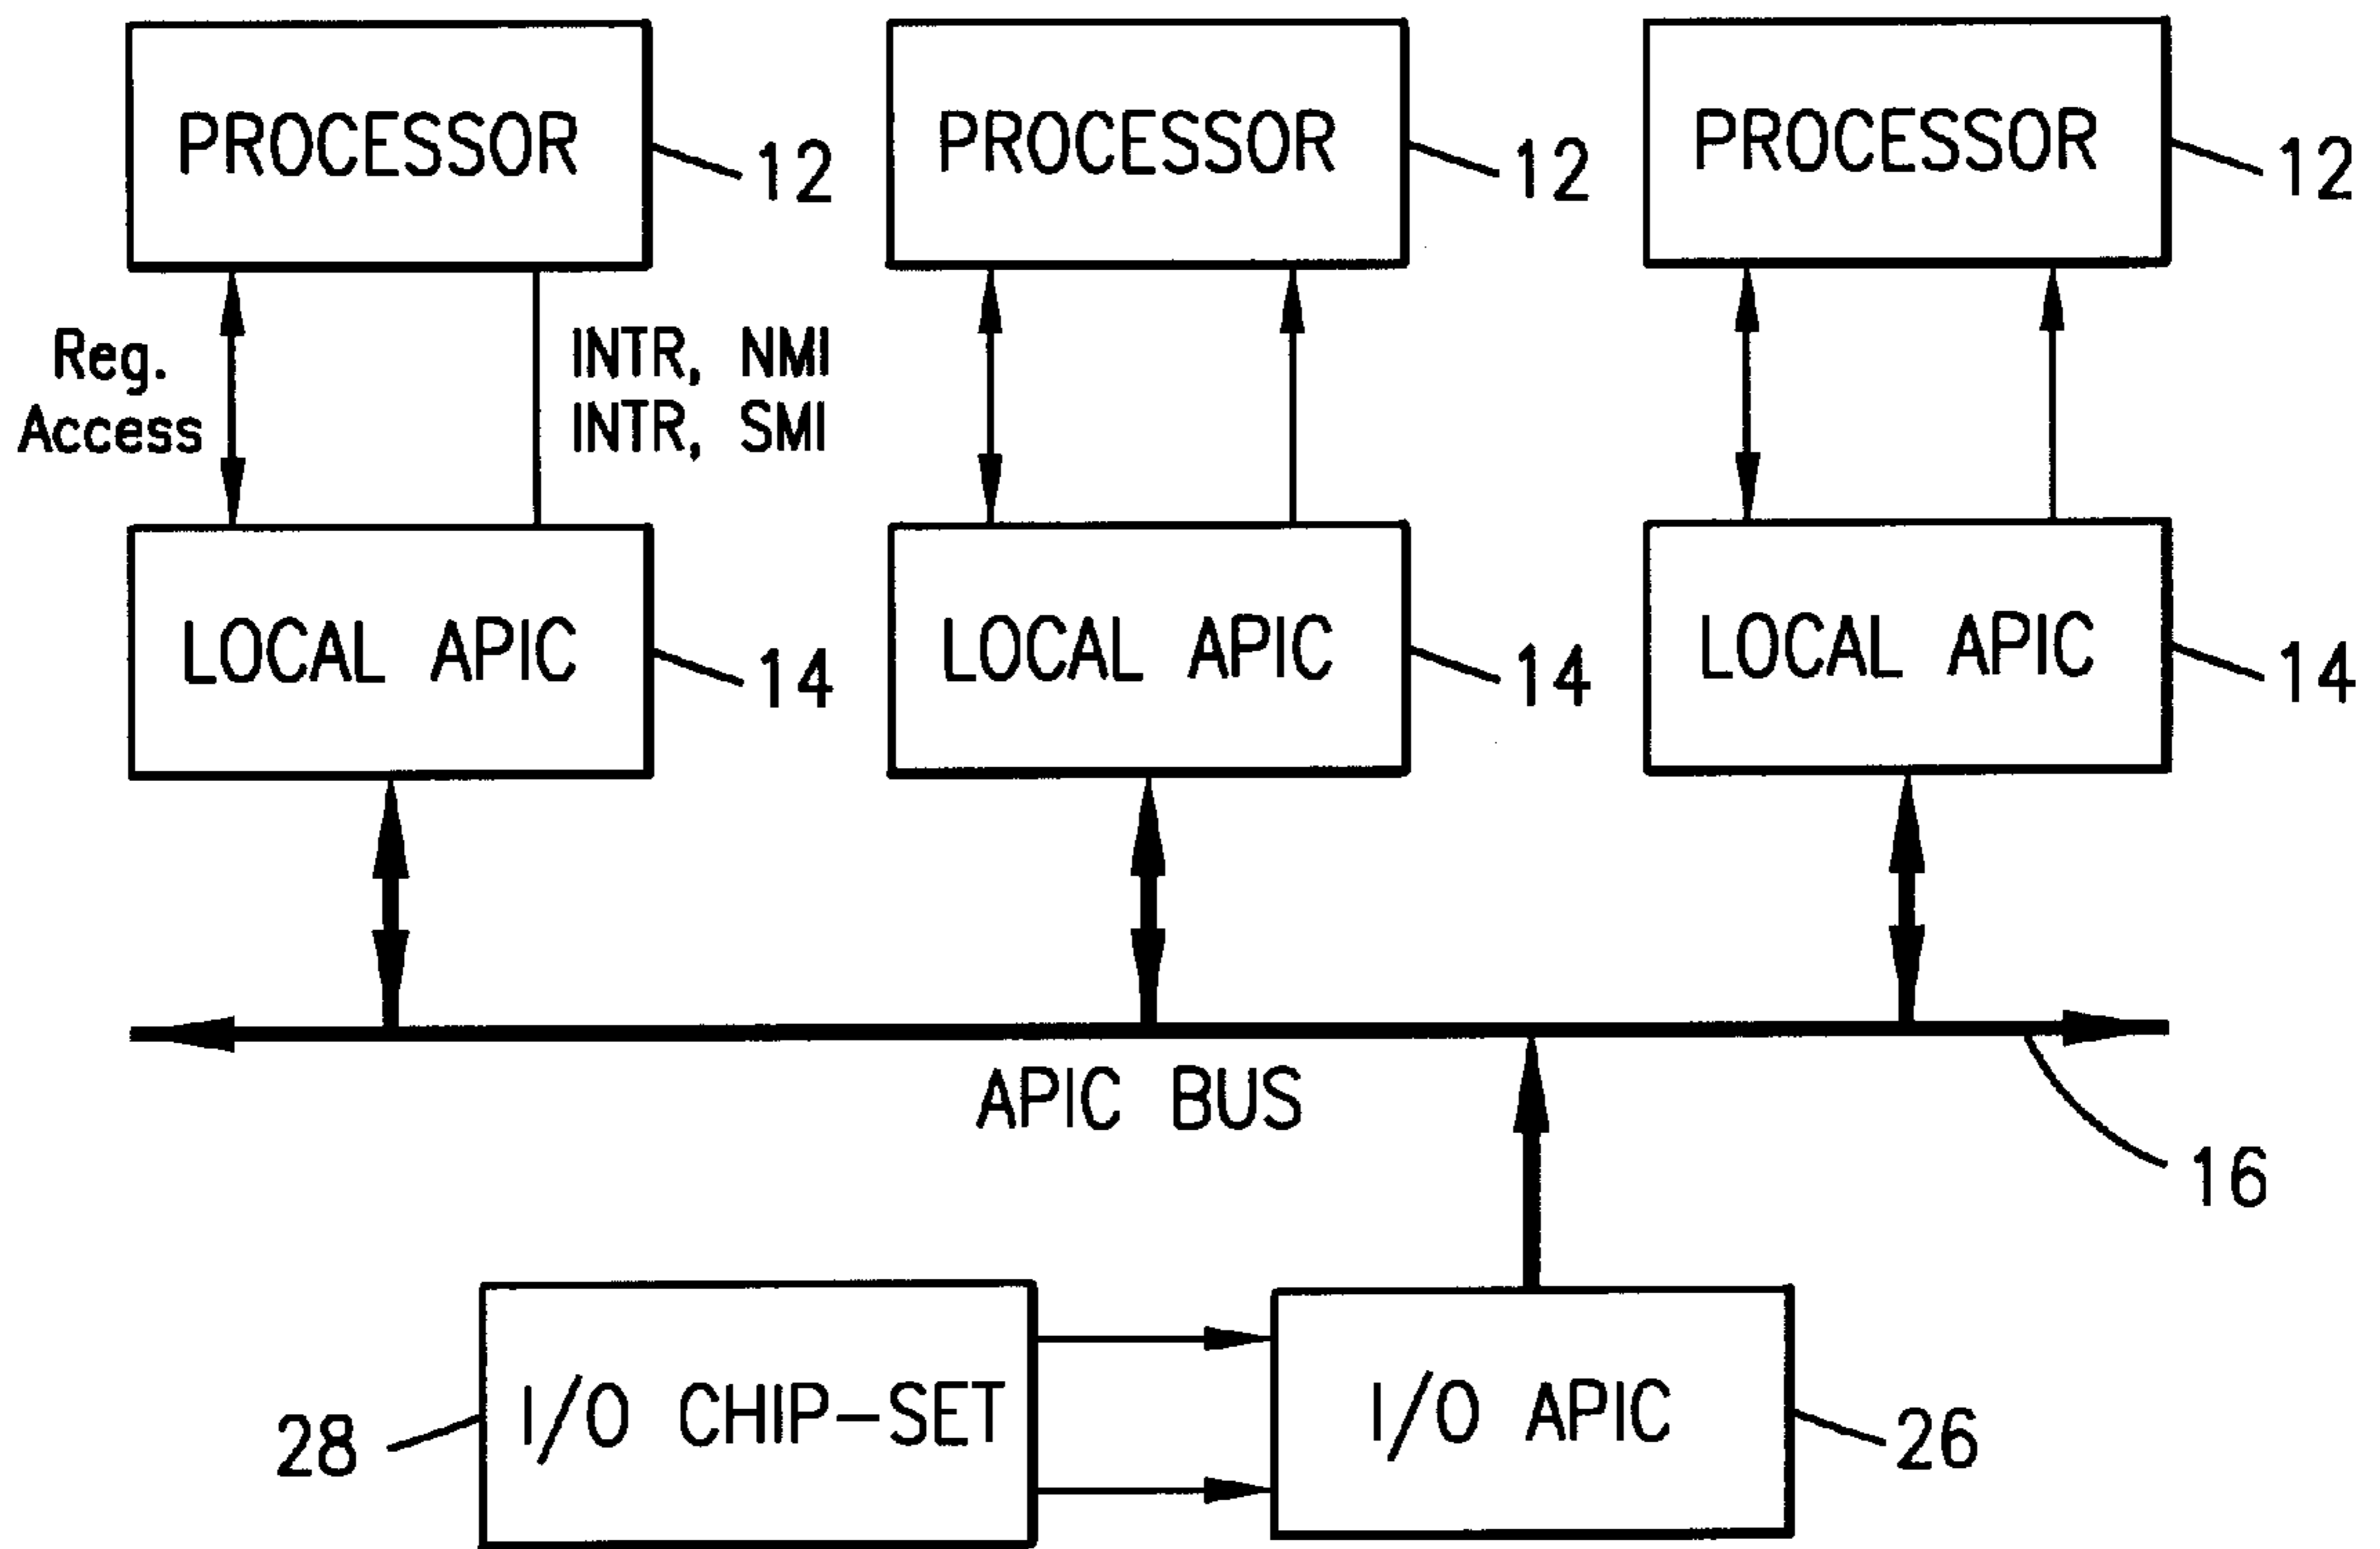 PROCESSOR 12
PROCESSOR 12
PROCESSOR 12
Reg.
Access
INTR, NMI
INTR, SMI
LOCAL APIC 14
LOCAL APIC 14
LOCAL APIC 14
APIC BUS
16
28 I/O CHIP-SET
I/O APIC 26